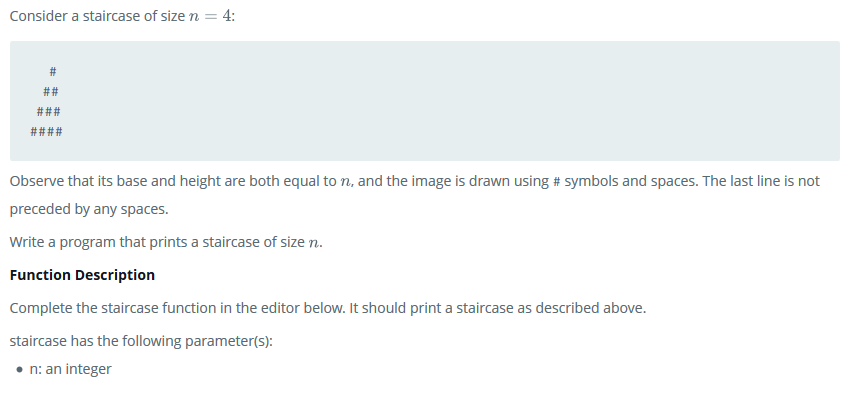 Consider a staircase of size n = 4:
#
##
###
####
Observe that its base and height are both equal to n, and the image is drawn using # symbols and spaces. The last line is not
preceded by any spaces.
Write a program that prints a staircase of size n.
Function Description
Complete the staircase function in the editor below. It should print a staircase as described above.
staircase has the following parameter(s):
• n: an integer